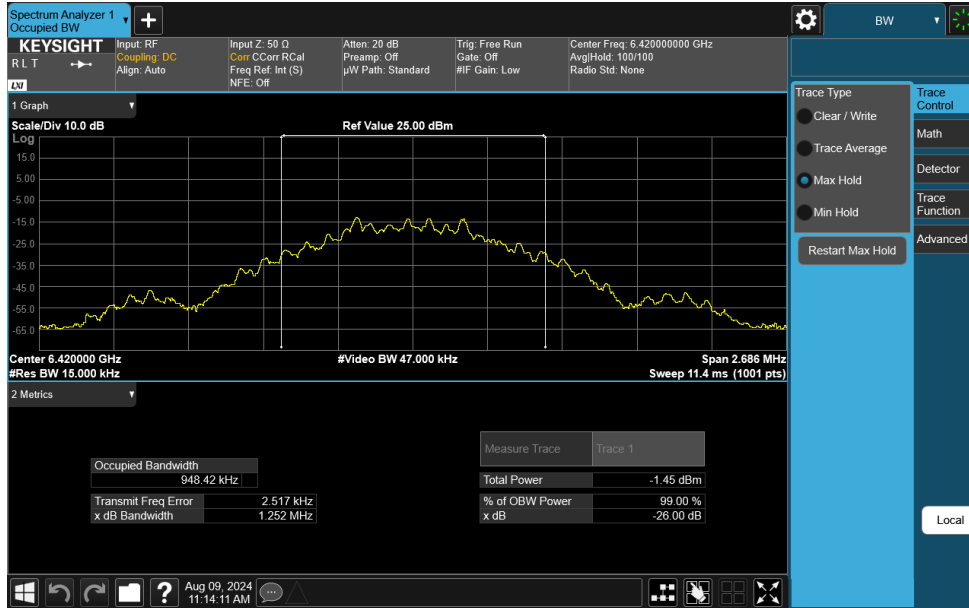 Spectrum Analyzer 1
Occupied BW
BW
KEYSIGHT
R L T
LXI
Input: RF
Coupling: DC
Align: Auto
Input Z: 50 Ω
Corr CCorr RCal
Freq Ref: Int (S)
NFE: Off
Atten: 20 dB
Preamp: Off
µW Path: Standard
Trig: Free Run
Gate: Off
#IF Gain: Low
Center Freq: 6.420000000 GHz
Avg|Hold: 100/100
Radio Std: None
1 Graph
Scale/Div 10.0 dB
Ref Value 25.00 dBm
Log
15.0
5.00
-5.00
-15.0
-25.0
-35.0
-45.0
-55.0
-65.0
Center 6.420000 GHz
#Video BW 47.000 kHz
Span 2.686 MHz
#Res BW 15.000 kHz
Sweep 11.4 ms (1001 pts)
2 Metrics
Measure Trace Trace 1
Occupied Bandwidth
948.42 kHz
Total Power -1.45 dBm
Transmit Freq Error 2.517 kHz
% of OBW Power 99.00 %
x dB Bandwidth 1.252 MHz
x dB -26.00 dB
Trace Type
Clear / Write
Trace Average
Max Hold
Min Hold
Restart Max Hold
Trace
Control
Math
Detector
Trace
Function
Advanced
Local
Aug 09, 2024
11:14:11 AM